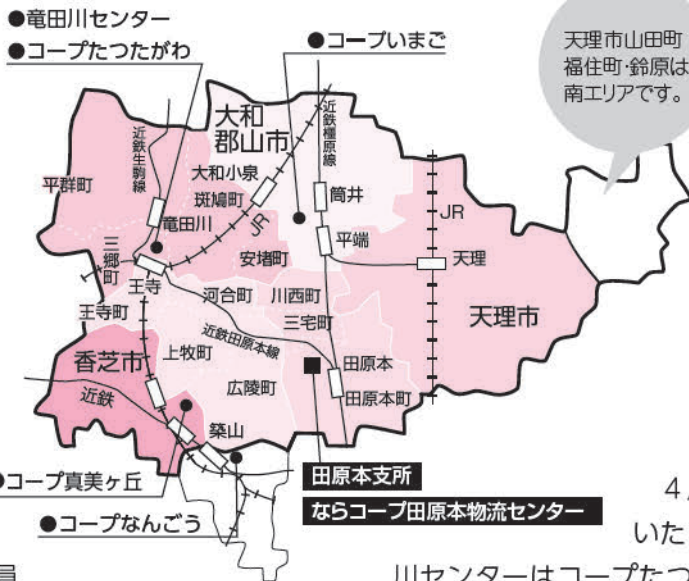 ●竜田川センター
●コープたつたがわ
●コープいまご
天理市山田町
福住町・鈴原は
南エリアです。
大和
郡山市
近鉄橿原線
近鉄生駒線
平群町
大和小泉
斑鳩町
筒井
JR
JR
竜田川
平端
三郷町
安堵町
天理
王寺
河合町
川西町
王寺町
三宅町
天理市
近鉄田原本線
香芝市
上牧町
田原本
近鉄
広陵町
田原本町
築山
田原本支所
●コープ真美ヶ丘
ならコープ田原本物流センター
●コープなんごう
いた
川センターはコープたつ